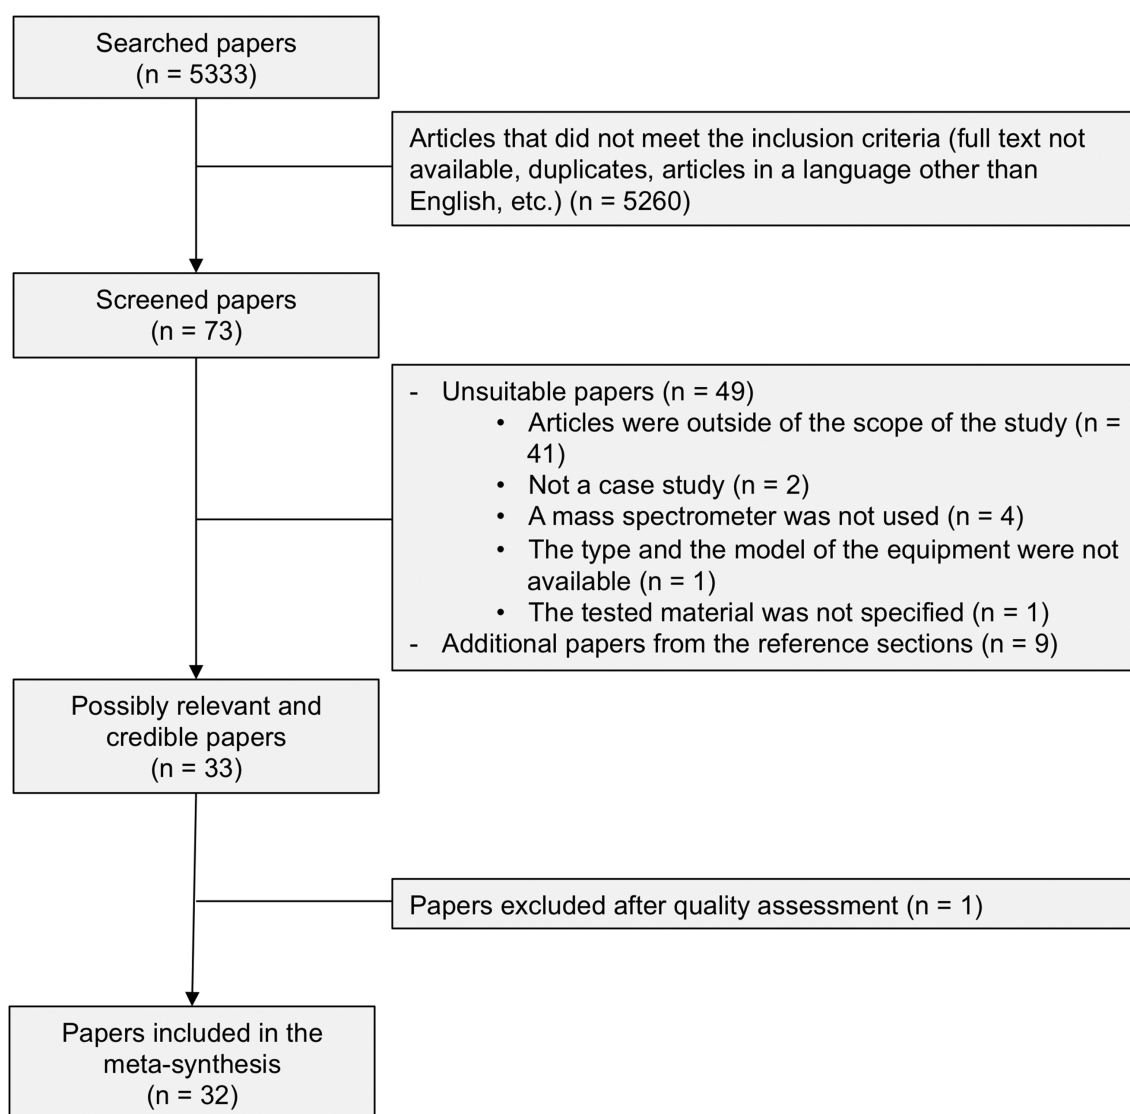 Searched papers
(n = 5333)
Articles that did not meet the inclusion criteria (full text not
available, duplicates, articles in a language other than
English, etc.) (n = 5260)
Screened papers
(n = 73)
- Unsuitable papers (n = 49)
• Articles were outside of the scope of the study (n =
41)
• Not a case study (n = 2)
• A mass spectrometer was not used (n = 4)
• The type and the model of the equipment were not
available (n = 1)
• The tested material was not specified (n = 1)
- Additional papers from the reference sections (n = 9)
Possibly relevant and
credible papers
(n = 33)
Papers excluded after quality assessment (n = 1)
Papers included in the
meta-synthesis
(n = 32)